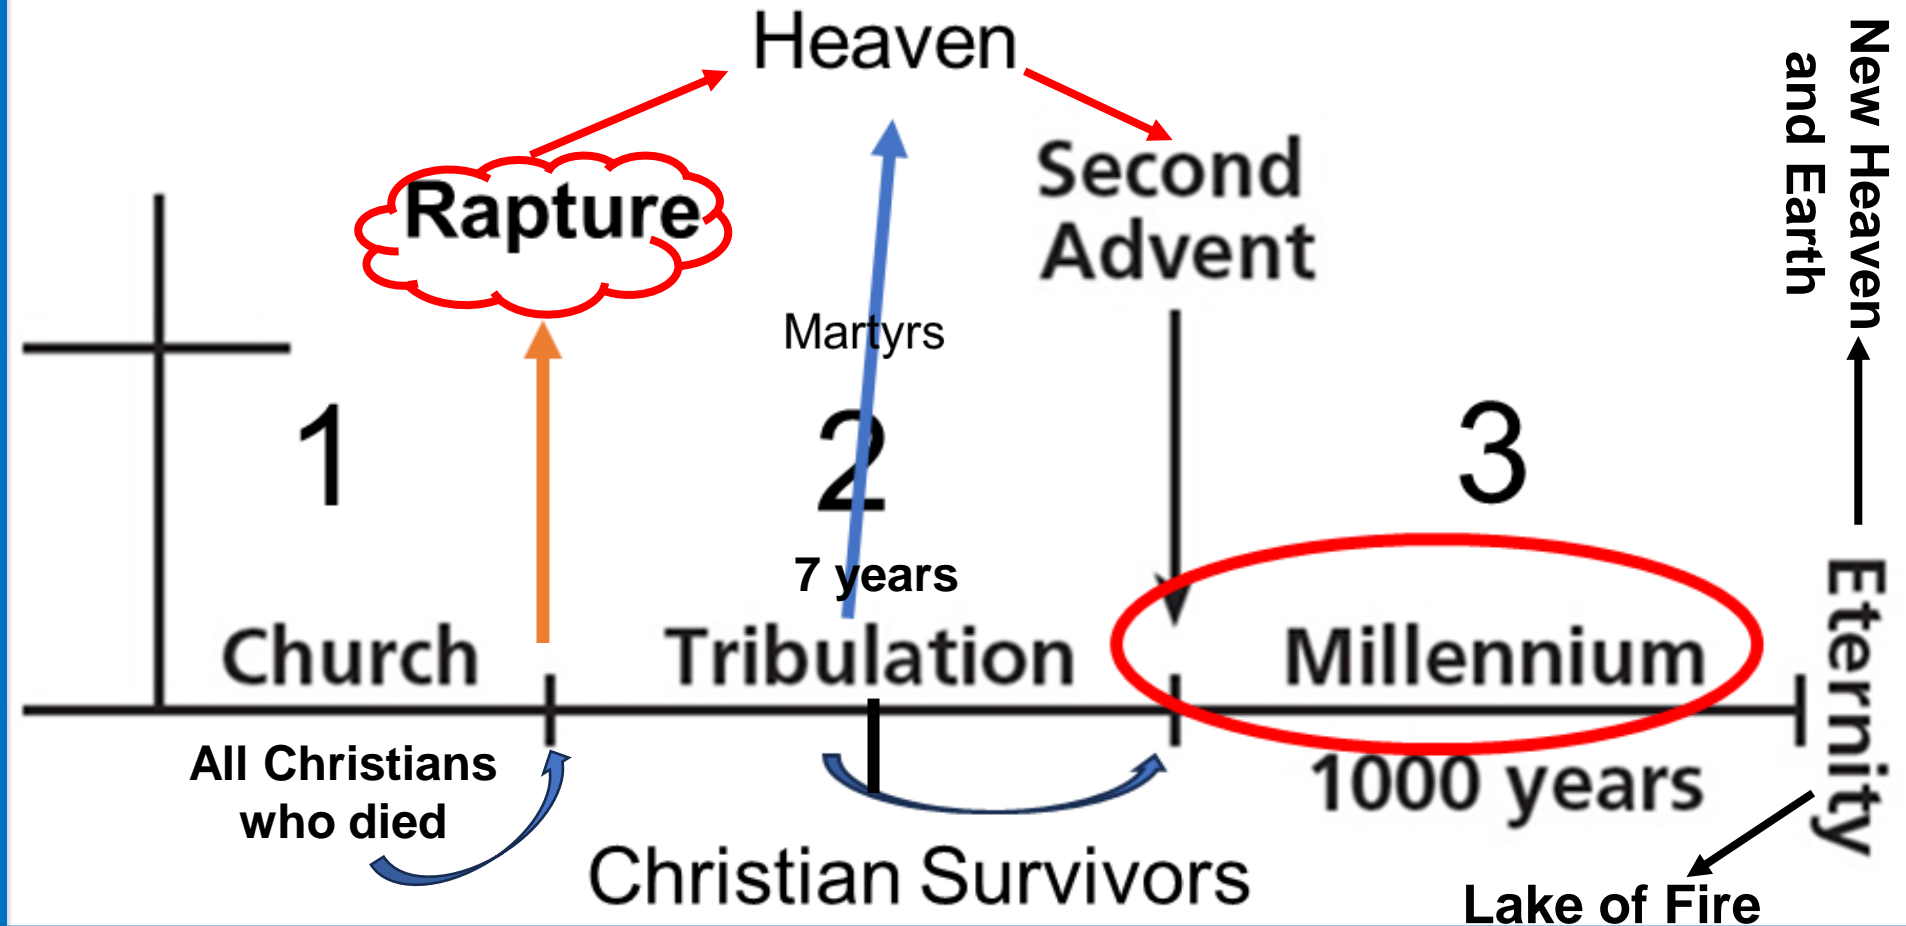 Heaven
New Heaven
and Earth
Second
Advent
Rapture
Martyrs
1
2
3
7 years
Church
Tribulation
Millennium
Eternity
All Christians
who died
1000 years
Christian Survivors
Lake of Fire